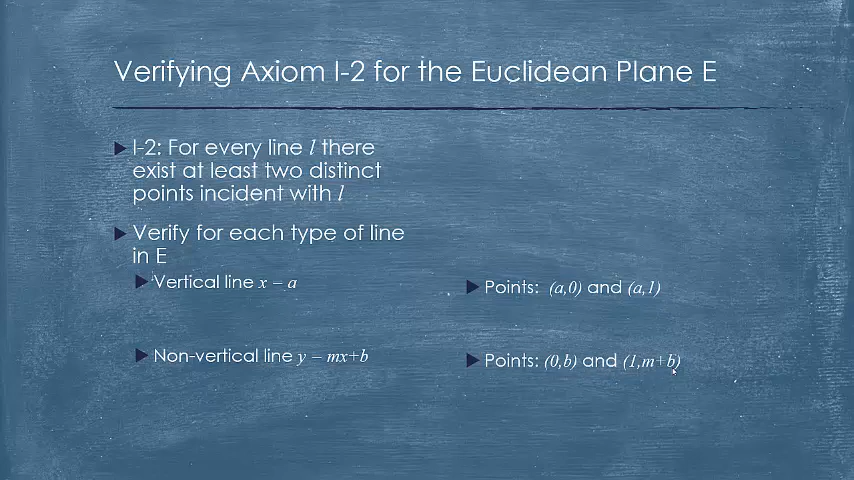 Verifying Axiom I-2 for the Euclidean Plane E
I-2: For every line l there
exist at least two distinct
points incident with l
Verify for each type of line
in E
Vertical line x = a
Points: (a,0) and (a,1)
Non-vertical line y = mx+b
Points: (0,b) and (1,m+b)